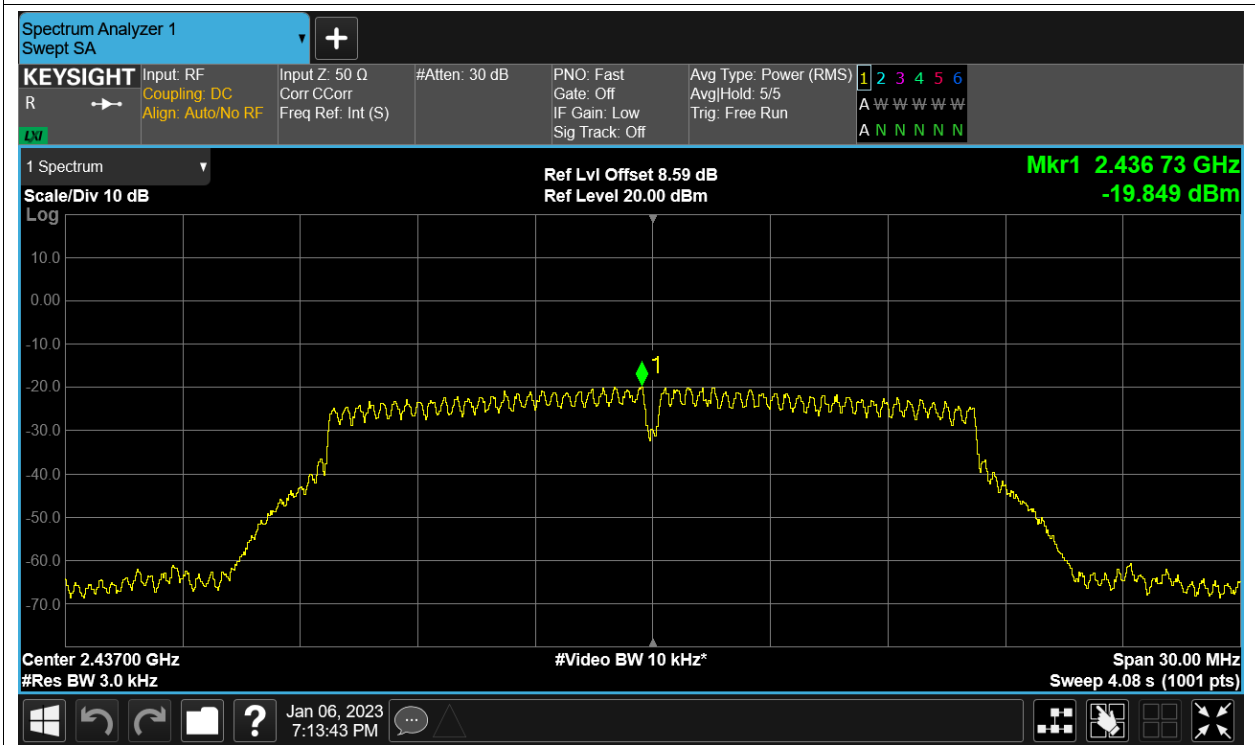 Spectrum Analyzer 1
Swept SA
+
KEYSIGHT
R
LXI
Input: RF
Coupling: DC
Align: Auto/No RF
Input Z: 50 Ω
Corr CCorr
Freq Ref: Int (S)
#Atten: 30 dB
PNO: Fast
Gate: Off
IF Gain: Low
Sig Track: Off
Avg Type: Power (RMS)
Avg|Hold: 5/5
Trig: Free Run
1 2 3 4 5 6
A W W W W W
A N N N N N
1 Spectrum
Scale/Div 10 dB
Log
Ref Lvl Offset 8.59 dB
Ref Level 20.00 dBm
Mkr1 2.436 73 GHz
-19.849 dBm
10.0
0.00
-10.0
1
-20.0
-30.0
-40.0
-50.0
-60.0
-70.0
Center 2.43700 GHz
#Res BW 3.0 kHz
#Video BW 10 kHz*
Span 30.00 MHz
Sweep 4.08 s (1001 pts)
?
Jan 06, 2023
7:13:43 PM